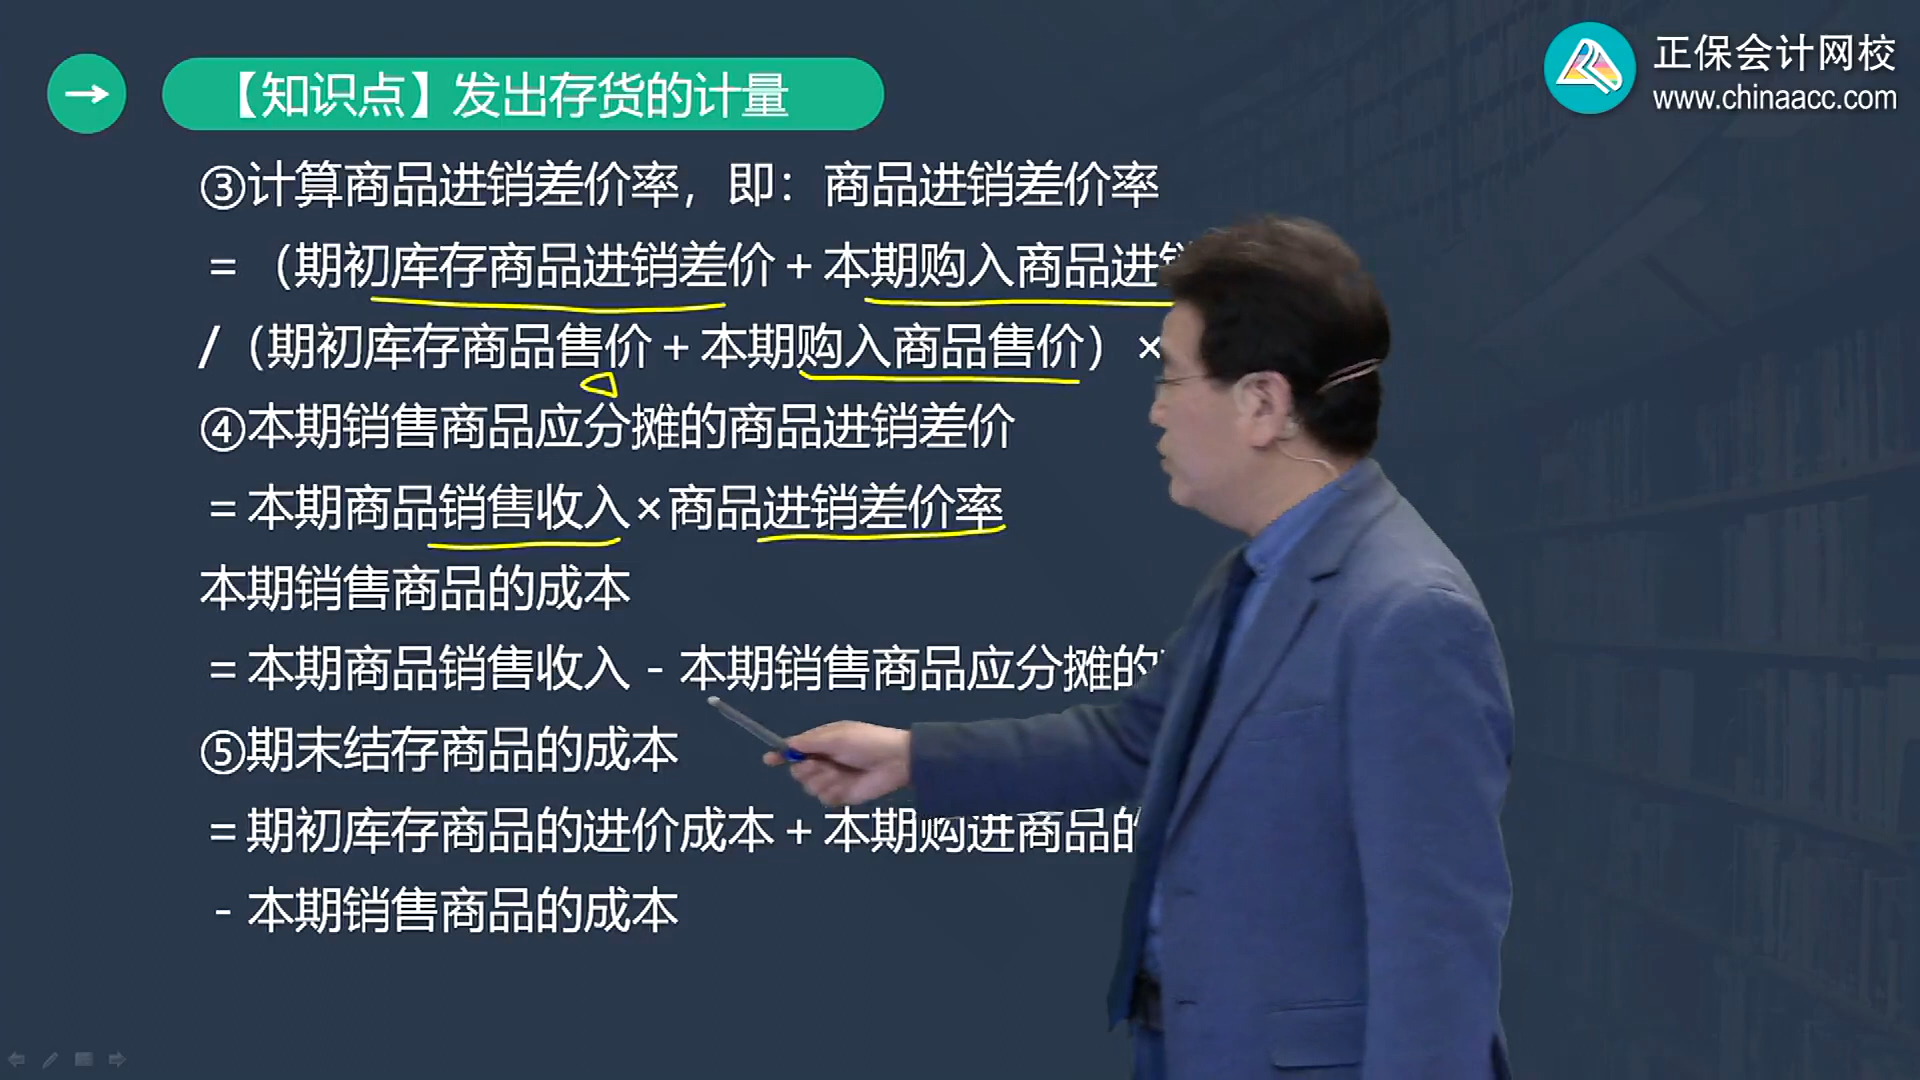 正保会计网校
www.chinaacc.com
【知识点】发出存货的计量
③计算商品进销差价率，即：商品进销差价率
=（期初库存商品进销差价+本期购入商品进
/（期初库存商品售价+本期购入商品售价）×
④本期销售商品应分摊的商品进销差价
=本期商品销售收入×商品进销差价率
本期销售商品的成本
=本期商品销售收入-本期销售商品应分摊的
⑤期末结存商品的成本
=期初库存商品的进价成本+本期购进商品的
-本期销售商品的成本